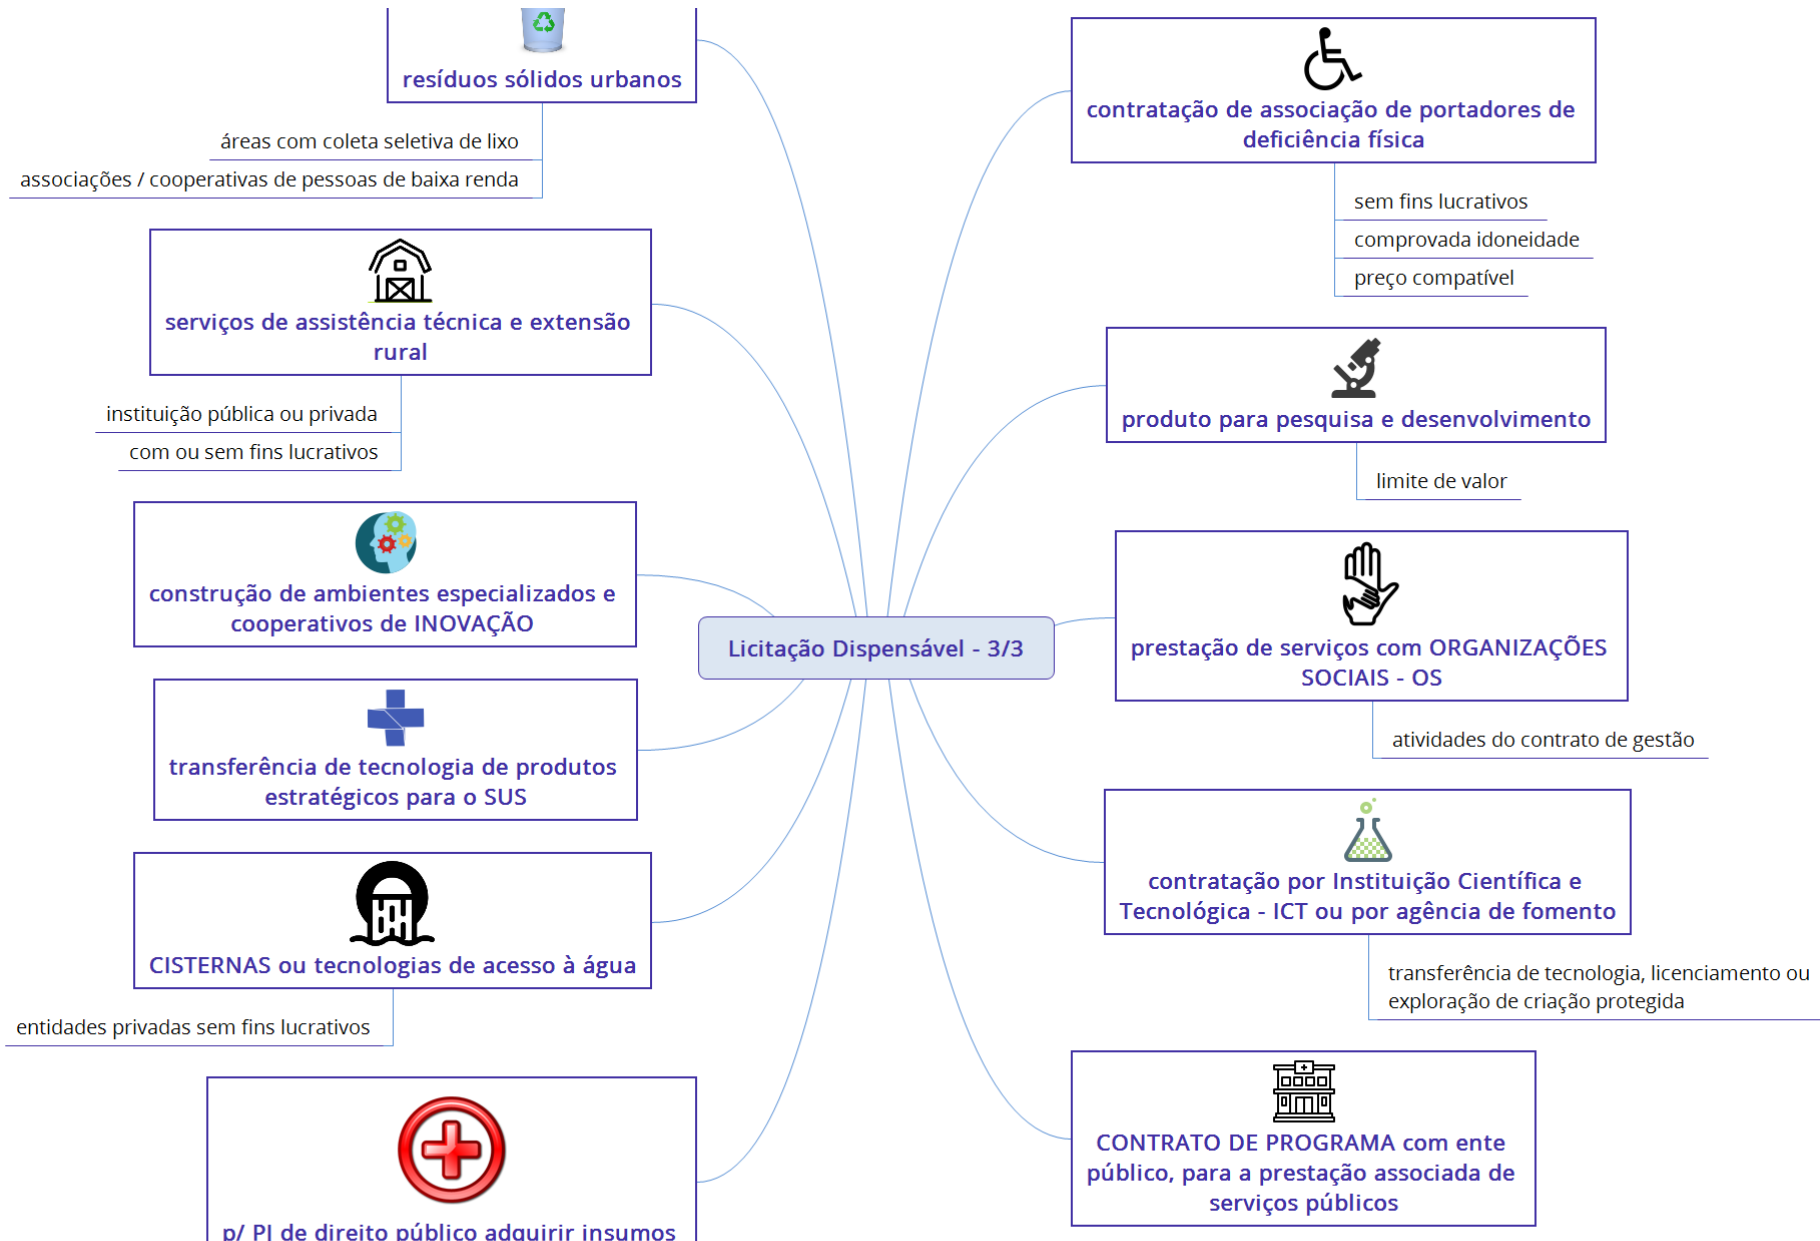 Licitação Dispensável - 3/3
contratação de associação de portadores de
deficiência física
sem fins lucrativos
comprovada idoneidade
preço compatível
produto para pesquisa e desenvolvimento
limite de valor
prestação de serviços com ORGANIZAÇÕES
SOCIAIS - OS
atividades do contrato de gestão
contratação por Instituição Científica e
Tecnológica - ICT ou por agência de fomento
transferência de tecnologia, licenciamento ou
exploração de criação protegida
CONTRATO DE PROGRAMA com ente
público, para a prestação associada de
serviços públicos
resíduos sólidos urbanos
áreas com coleta seletiva de lixo
associações / cooperativas de pessoas de baixa renda
serviços de assistência técnica e extensão
rural
instituição pública ou privada
com ou sem fins lucrativos
construção de ambientes especializados e
cooperativos de INOVAÇÃO
transferência de tecnologia de produtos
estratégicos para o SUS
CISTERNAS ou tecnologias de acesso à água
entidades privadas sem fins lucrativos
p/ PJ de direito público adquirir insumos